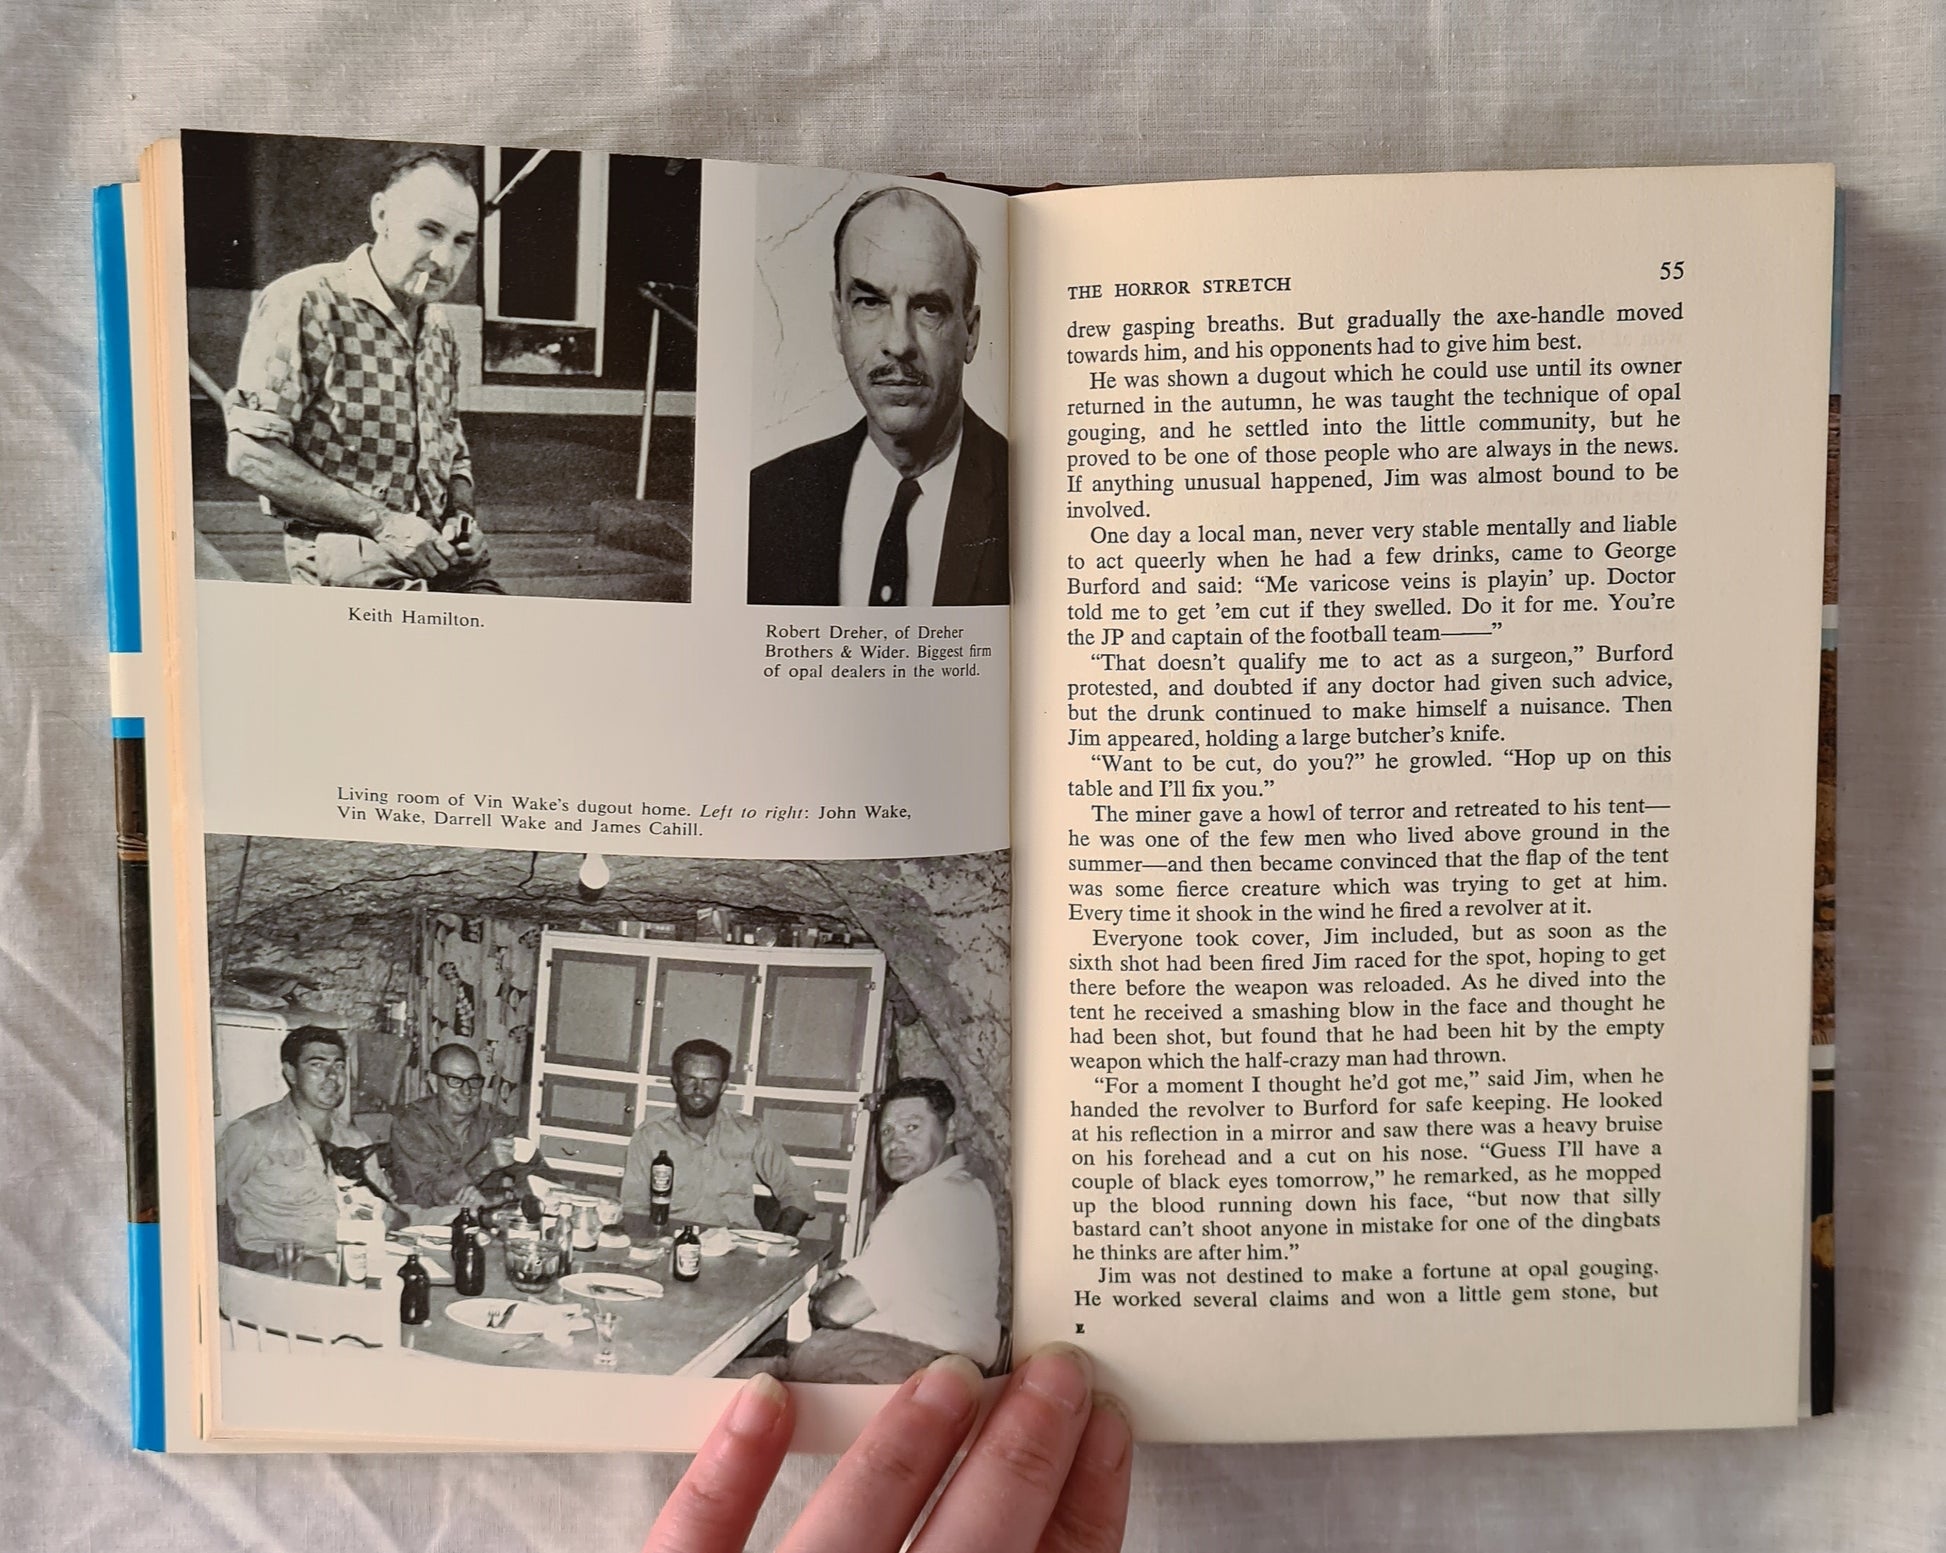 Keith Hamilton.
Robert Dreher, of Dreher
Brothers & Wider. Biggest firm
of opal dealers in the world.
Living room of Vin Wake's dugout home. Left to right: John Wake,
Vin Wake, Darrell Wake and James Cahill.
THE HORROR STRETCH 55
drew gasping breaths. But gradually the axe-handle moved
towards him, and his opponents had to give him best.
He was shown a dugout which he could use until its owner
returned in the autumn, he was taught the technique of opal
gouging, and he settled into the little community, but he
proved to be one of those people who are always in the news.
If anything unusual happened, Jim was almost bound to be
involved.
One day a local man, never very stable mentally and liable
to act queerly when he had a few drinks, came to George
Burford and said: “Me varicose veins is playin’ up. Doctor
told me to get ’em cut if they swelled. Do it for me. You’re
the JP and captain of the football team——”
“That doesn’t qualify me to act as a surgeon,” Burford
protested, and doubted if any doctor had given such advice,
but the drunk continued to make himself a nuisance. Then
Jim appeared, holding a large butcher’s knife.
“Want to be cut, do you?” he growled. “Hop up on this
table and I’ll fix you.”
The miner gave a howl of terror and retreated to his tent—
he was one of the few men who lived above ground in the
summer—and then became convinced that the flap of the tent
was some fierce creature which was trying to get at him.
Every time it shook in the wind he fired a revolver at it.
Everyone took cover, Jim included, but as soon as the
sixth shot had been fired Jim raced for the spot, hoping to get
there before the weapon was reloaded. As he dived into the
tent he received a smashing blow in the face and thought he
had been shot, but found that he had been hit by the empty
weapon which the half-crazy man had thrown.
“For a moment I thought he’d got me,” said Jim, when he
handed the revolver to Burford for safe keeping. He looked
at his reflection in a mirror and saw there was a heavy bruise
on his forehead and a cut on his nose. “Guess I’ll have a
couple of black eyes tomorrow,” he remarked, as he mopped
up the blood running down his face, “but now that silly
bastard can’t shoot anyone in mistake for one of the dingbats
he thinks are after him.”
Jim was not destined to make a fortune at opal gouging.
He worked several claims and won a little gem stone, but
E